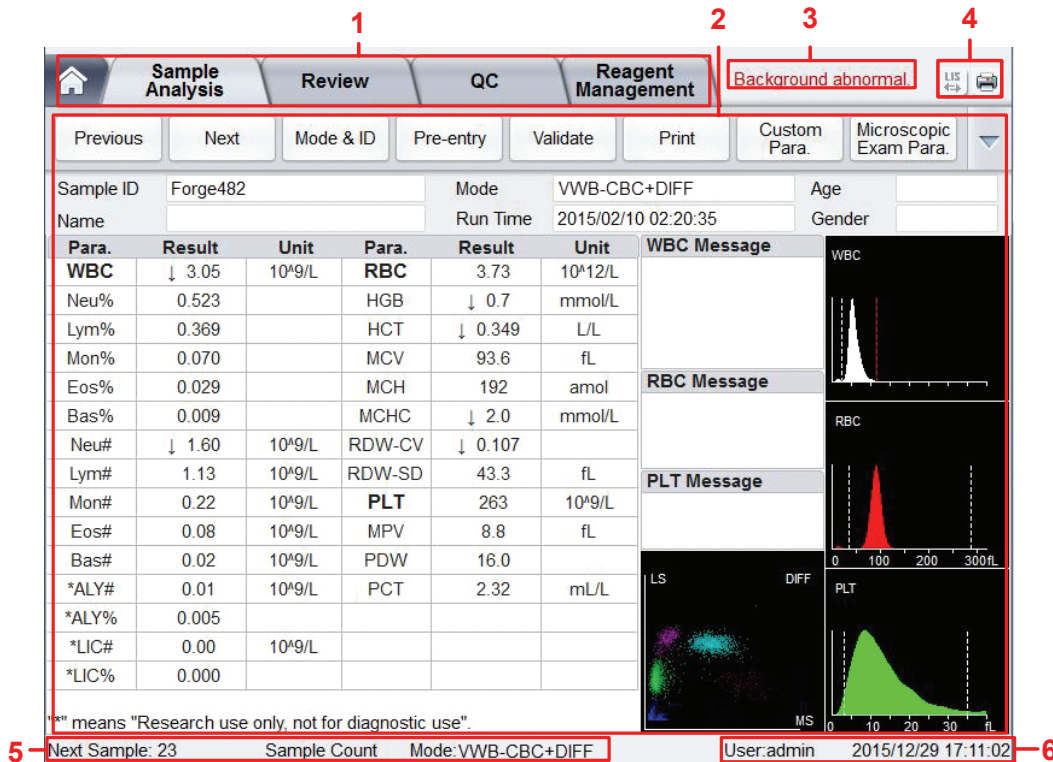 1 2 3 4
Sample Analysis Review QC Reagent Management Background abnormal. LIS
Previous Next Mode & ID Pre-entry Validate Print Custom Para. Microscopic Exam Para.
Sample ID Forge482 Mode VWB-CBC+DIFF Age
Name Run Time 2015/02/10 02:20:35 Gender
Para. Result Unit Para. Result Unit WBC Message WBC
WBC ↓ 3.05 10^9/L RBC 3.73 10^12/L
Neu% 0.523 HGB ↓ 0.7 mmol/L
Lym% 0.369 HCT ↓ 0.349 L/L
Mon% 0.070 MCV 93.6 fL
Eos% 0.029 MCH 192 amol RBC Message
Bas% 0.009 MCHC ↓ 2.0 mmol/L RBC
Neu# ↓ 1.60 10^9/L RDW-CV ↓ 0.107
Lym# 1.13 10^9/L RDW-SD 43.3 fL PLT Message
Mon# 0.22 10^9/L PLT 263 10^9/L
Eos# 0.08 10^9/L MPV 8.8 fL
Bas# 0.02 10^9/L PDW 16.0 0 100 200 300fL
*ALY# 0.01 10^9/L PCT 2.32 mL/L LS DIFF PLT
*ALY% 0.005
*LIC# 0.00 10^9/L
*LIC% 0.000
"*" means "Research use only, not for diagnostic use". MS 0 10 20 30 fL
5 Next Sample: 23 Sample Count Mode:VWB-CBC+DIFF User:admin 2015/12/29 17:11:02 6